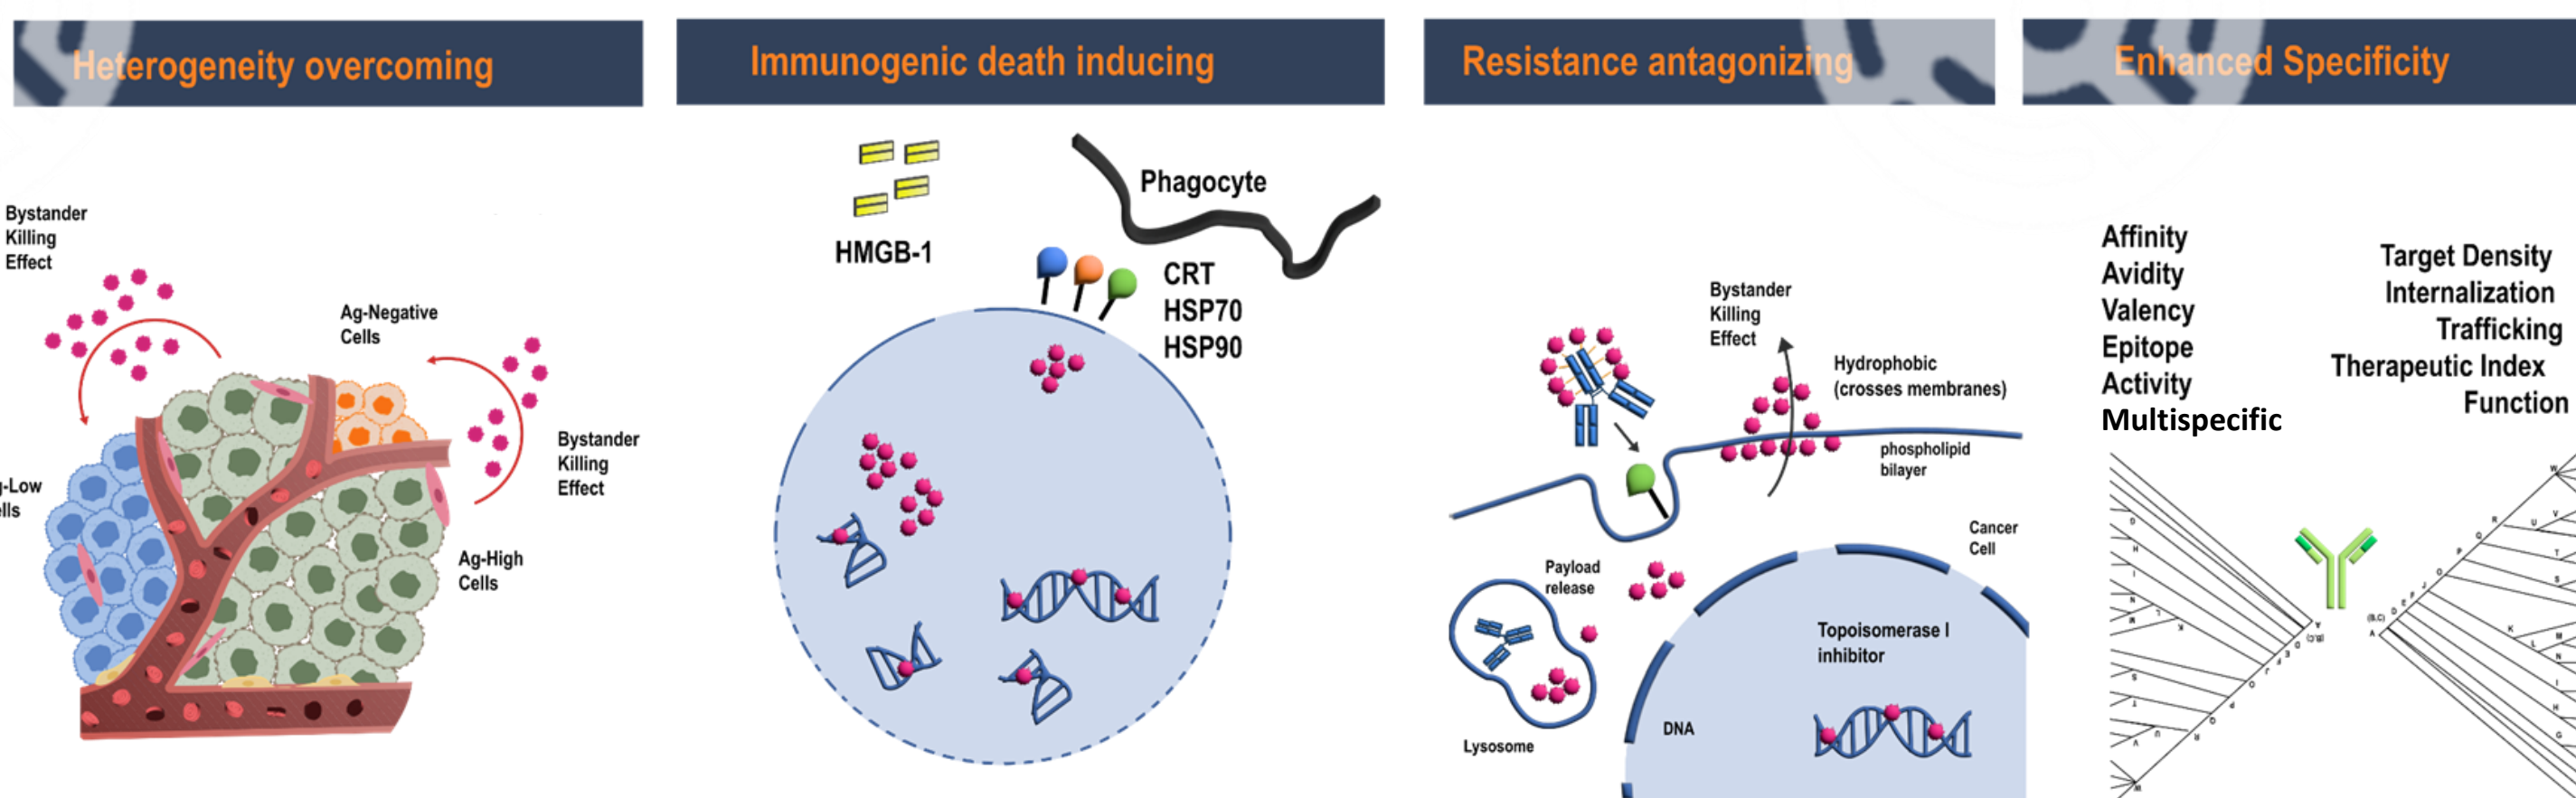 Heterogeneity overcoming
Bystander
Killing
Effect
Ag-Negative
Cells
Bystander
Killing
Effect
g-Low
ells
Ag-High
Cells
Immunogenic death inducing
HMGB-1
Phagocyte
CRT
HSP70
HSP90
Resistance antagonizing
Bystander
Killing
Effect
Hydrophobic
(crosses membranes)
phospholipid
bilayer
Cancer
Cell
Payload
release
Topoisomerase I
inhibitor
DNA
Lysosome
Enhanced Specificity
Affinity
Avidity
Valency
Epitope
Activity
Multispecific
Target Density
Internalization
Trafficking
Therapeutic Index
Function